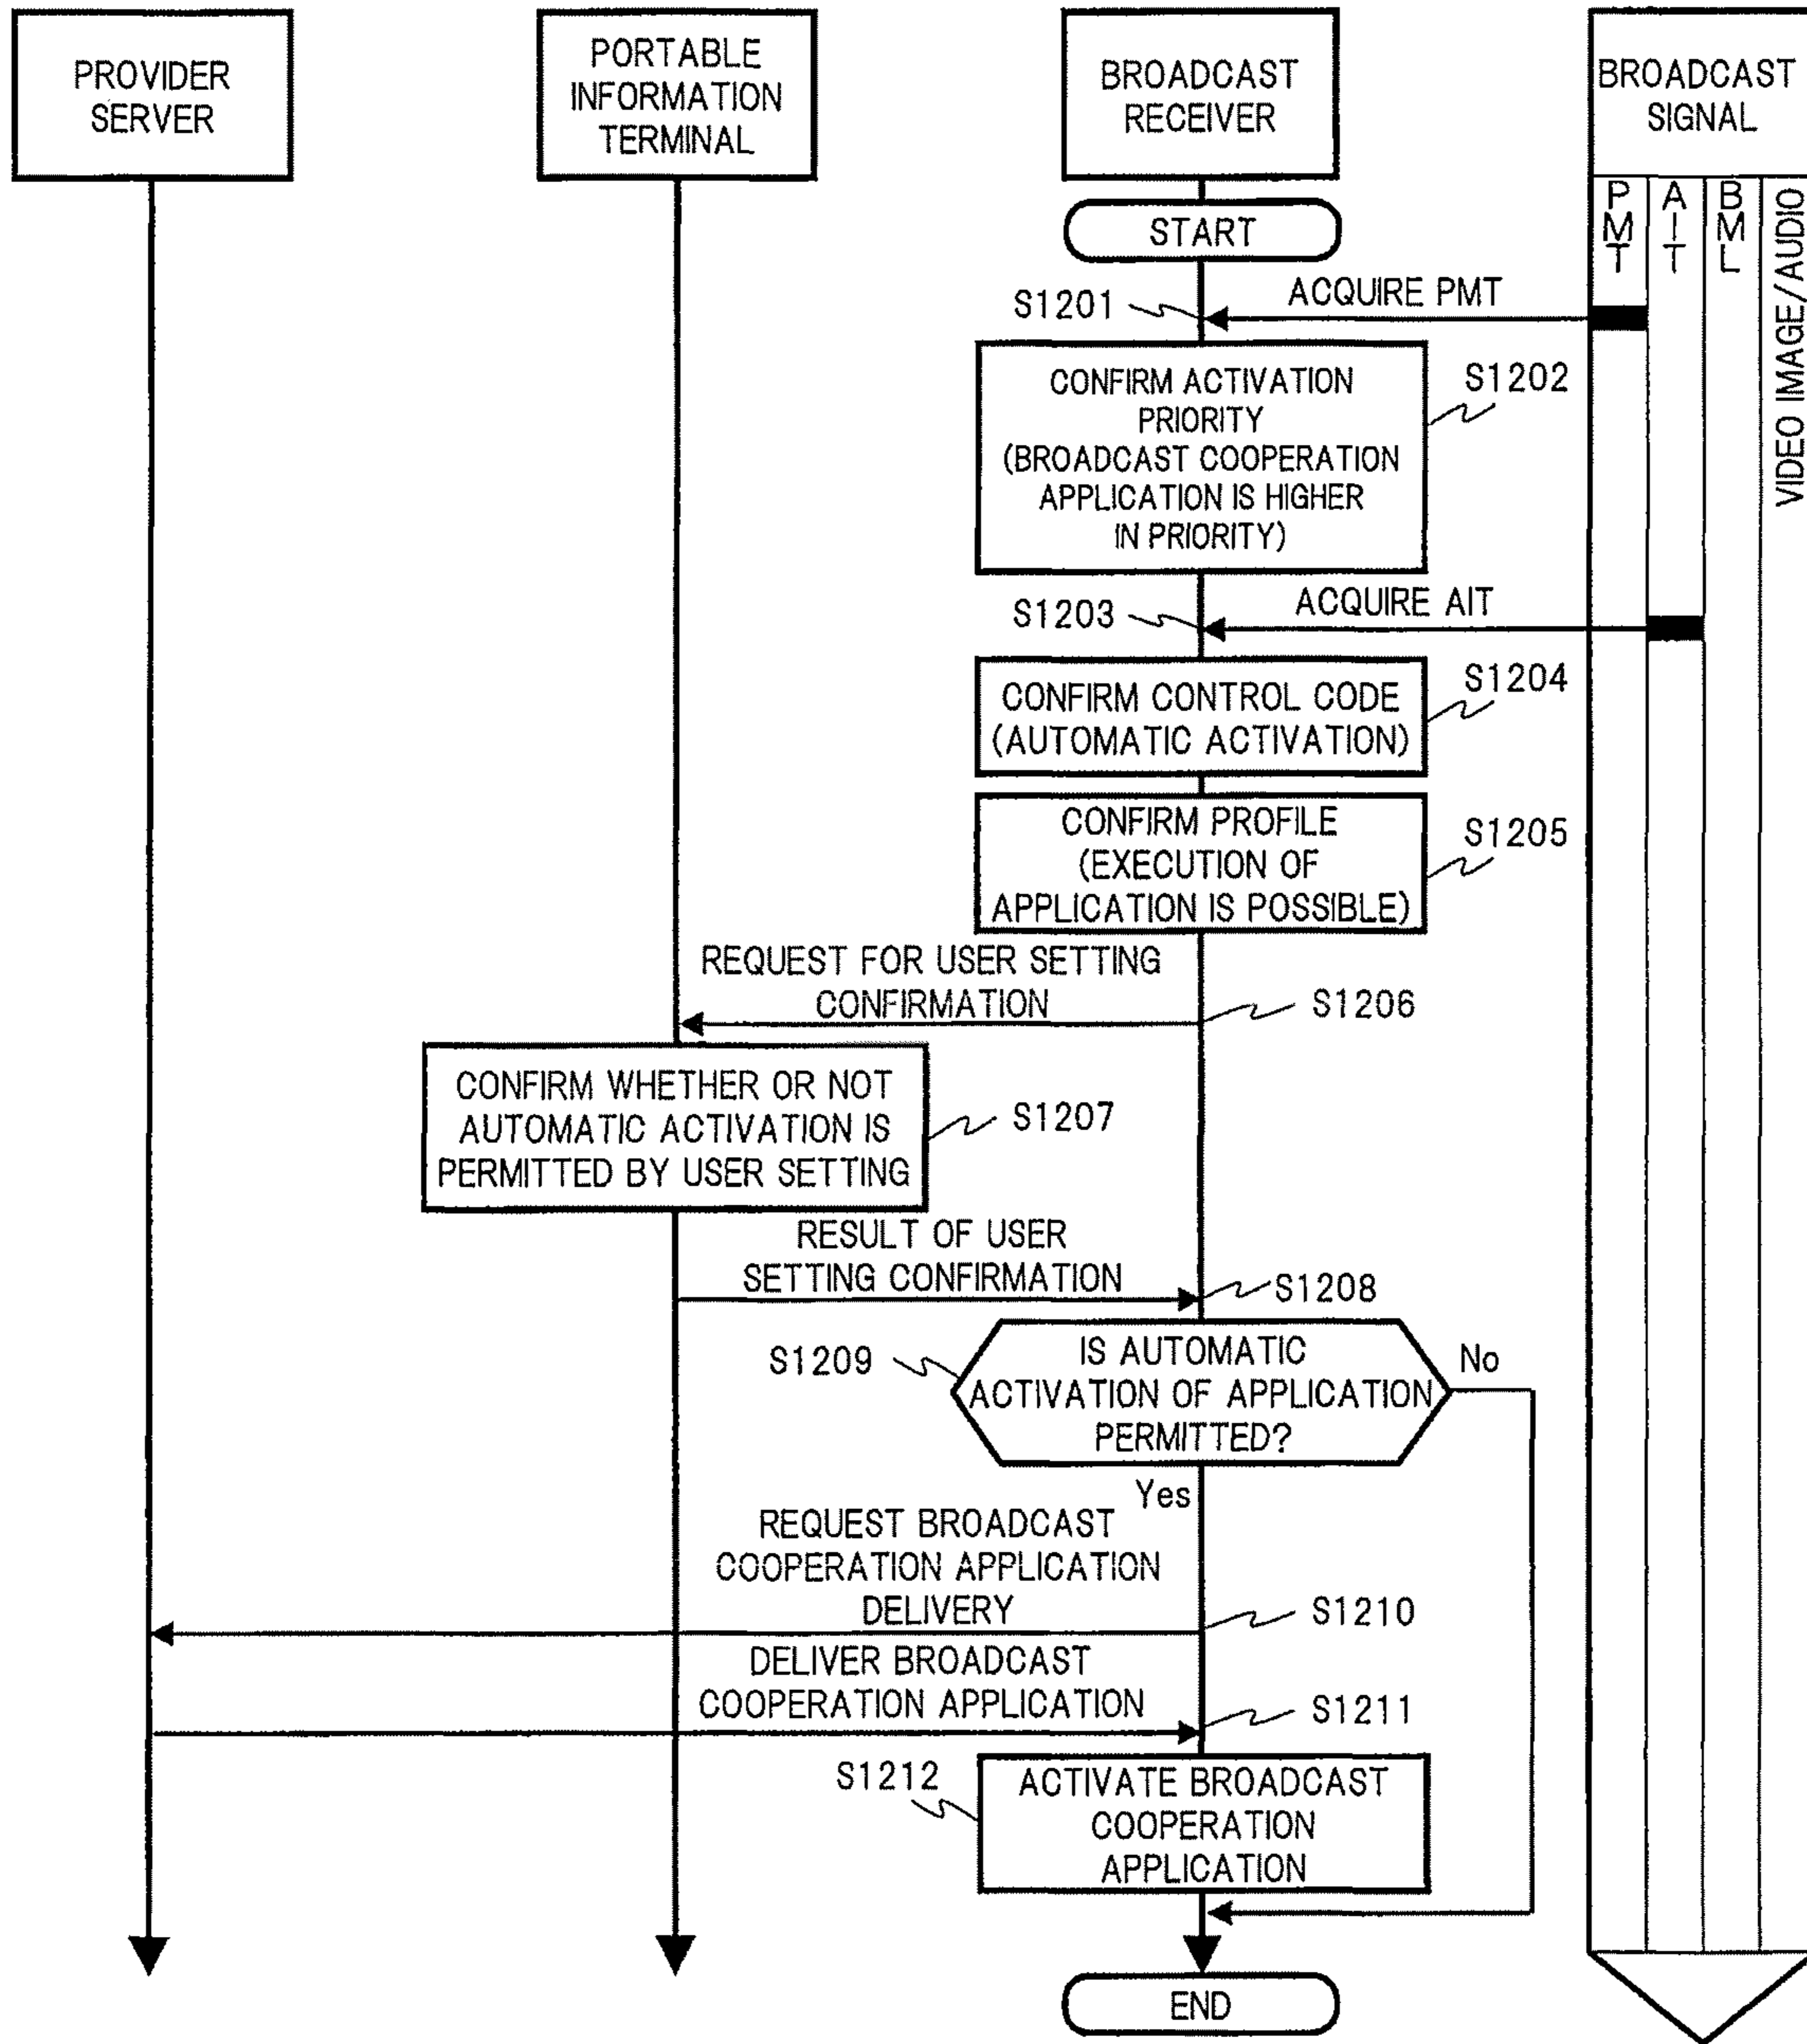 PROVIDER
SERVER
PORTABLE
INFORMATION
TERMINAL
BROADCAST
RECEIVER
BROADCAST
SIGNAL
PMT
AIT
BML
VIDEO IMAGE/AUDIO
START
S1201
ACQUIRE PMT
CONFIRM ACTIVATION
PRIORITY
(BROADCAST COOPERATION
APPLICATION IS HIGHER
IN PRIORITY)
S1202
S1203
ACQUIRE AIT
CONFIRM CONTROL CODE
(AUTOMATIC ACTIVATION)
S1204
CONFIRM PROFILE
(EXECUTION OF
APPLICATION IS POSSIBLE)
S1205
REQUEST FOR USER SETTING
CONFIRMATION
S1206
CONFIRM WHETHER OR NOT
AUTOMATIC ACTIVATION IS
PERMITTED BY USER SETTING
S1207
RESULT OF USER
SETTING CONFIRMATION
S1208
S1209
IS AUTOMATIC
ACTIVATION OF APPLICATION
PERMITTED?
No
Yes
REQUEST BROADCAST
COOPERATION APPLICATION
DELIVERY
S1210
DELIVER BROADCAST
COOPERATION APPLICATION
S1211
S1212
ACTIVATE BROADCAST
COOPERATION
APPLICATION
END